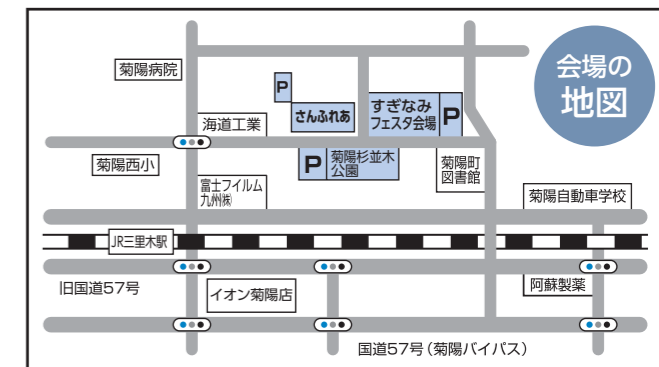 会場の
地図
菊陽病院
P
さんふれあ
すぎなみ
フェスタ会場
P
海道工業
菊陽西小
P
菊陽杉並木
公園
菊陽町
図書館
富士フイルム
九州㈱
菊陽自動車学校
JR三里木駅
旧国道57号
イオン菊陽店
阿蘇製薬
国道57号(菊陽バイパス)